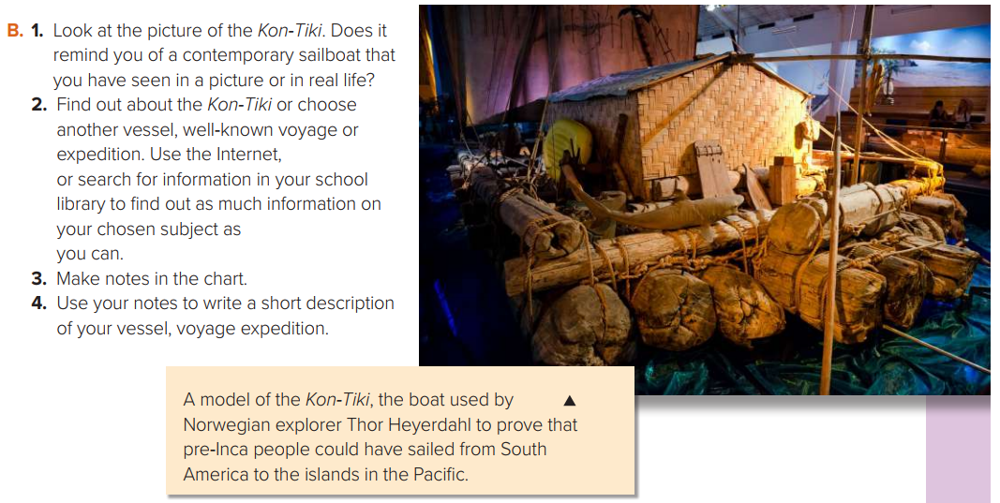 B. 1. Look at the picture of the Kon-Tiki. Does it
remind you of a contemporary sailboat that
you have seen in a picture or in real life?
2. Find out about the Kon-Tiki or choose
another vessel, well-known voyage or
expedition. Use the Internet,
or search for information in your school
library to find out as much information on
your chosen subject as
you can.
3. Make notes in the chart.
4. Use your notes to write a short description
of your vessel, voyage expedition.
A model of the Kon-Tiki, the boat used by ▲
Norwegian explorer Thor Heyerdahl to prove that
pre-Inca people could have sailed from South
America to the islands in the Pacific.